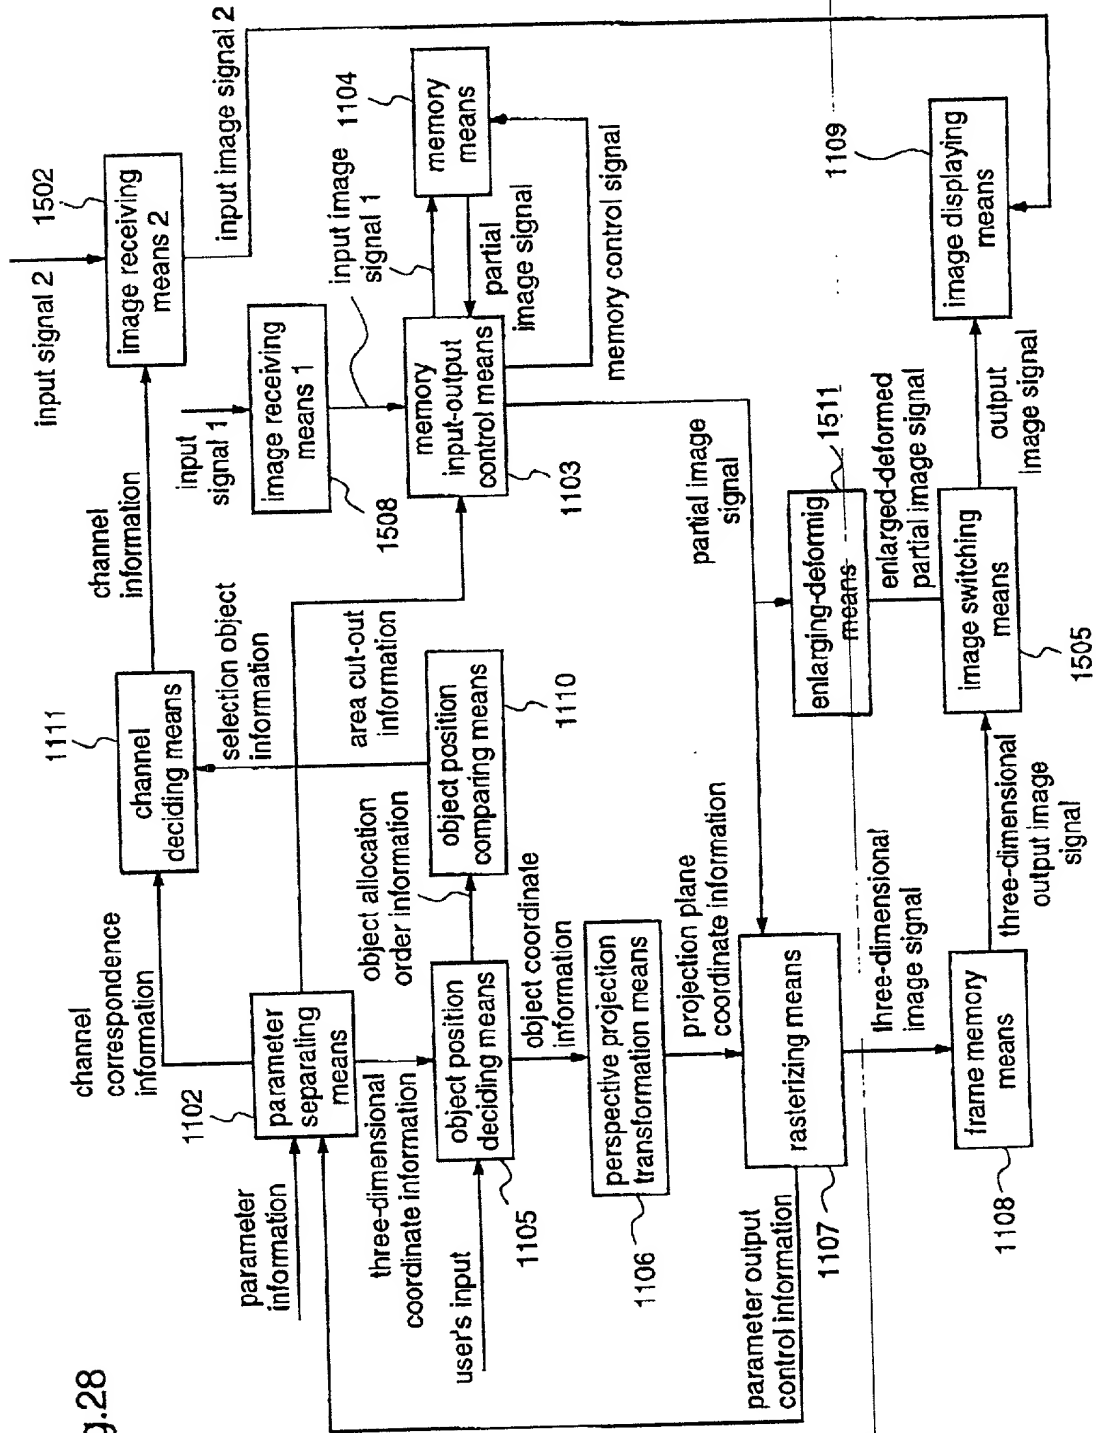 g.28
input signal 2
1502
image receiving
means 2
input image signal 2
channel
information
1111
channel
deciding means
selection object
information
channel
correspondence
information
input
signal 1
image receiving
means 1
1508
input image
signal 1
1104
memory
means
partial
image signal
memory control signal
memory
input-output
control means
1103
area cut-out
information
object position
comparing means
1110
object allocation
order information
parameter
separating
means
1102
parameter
information
three-dimensional
coordinate information
object position
deciding means
1105
user's input
object coordinate
information
perspective projection
transformation means
1106
projection plane
coordinate information
partial image
signal
rasterizing means
1107
parameter output
control information
enlarging-deformig
means
1511
enlarged-deformed
partial image signal
three-dimensional
image signal
frame memory
means
1108
three-dimensional
output image
signal
image switching
means
1505
output
image signal
image displaying
means
1109